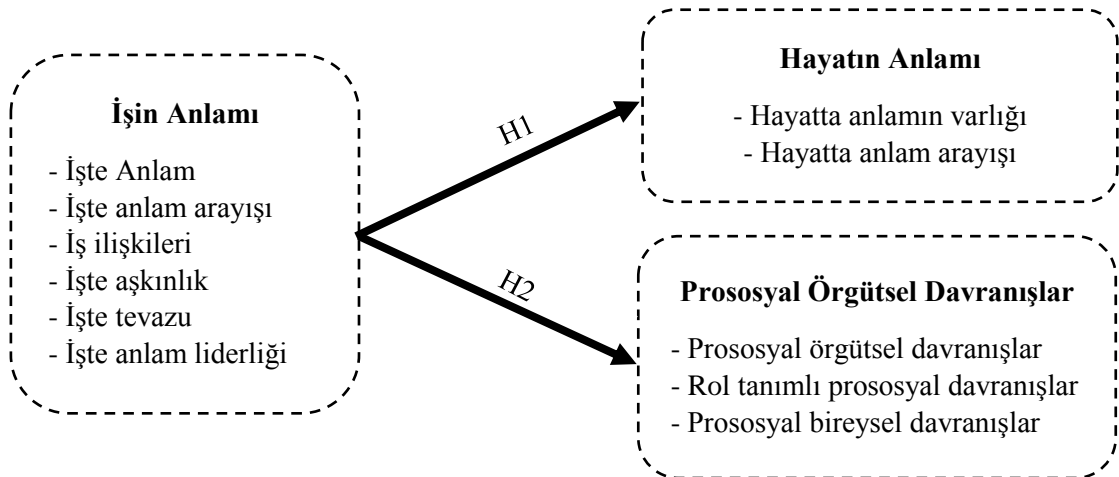 İşin Anlamı
- İşte Anlam
- İşte anlam arayışı
- İş ilişkileri
- İşte aşkınlık
- İşte tevazu
- İşte anlam liderliği
H1
H2
Hayatın Anlamı
- Hayatta anlamın varlığı
- Hayatta anlam arayışı
Prososyal Örgütsel Davranışlar
- Prososyal örgütsel davranışlar
- Rol tanımlı prososyal davranışlar
- Prososyal bireysel davranışlar